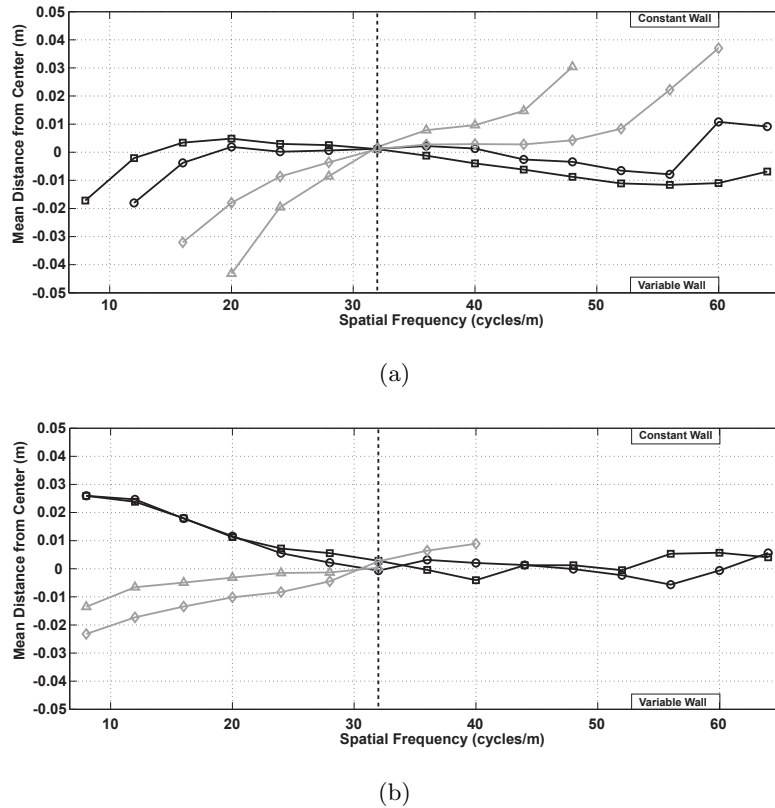 0.05
Constant Wall
0.04
0.03
0.02
0.01
0
-0.01
-0.02
-0.03
-0.04
-0.05
Variable Wall
Mean Distance from Center (m)
10 20 30 40 50 60
Spatial Frequency (cycles/m)
(a)
0.05
Constant Wall
0.04
0.03
0.02
0.01
0
-0.01
-0.02
-0.03
-0.04
-0.05
Variable Wall
Mean Distance from Center (m)
10 20 30 40 50 60
Spatial Frequency (cycles/m)
(b)